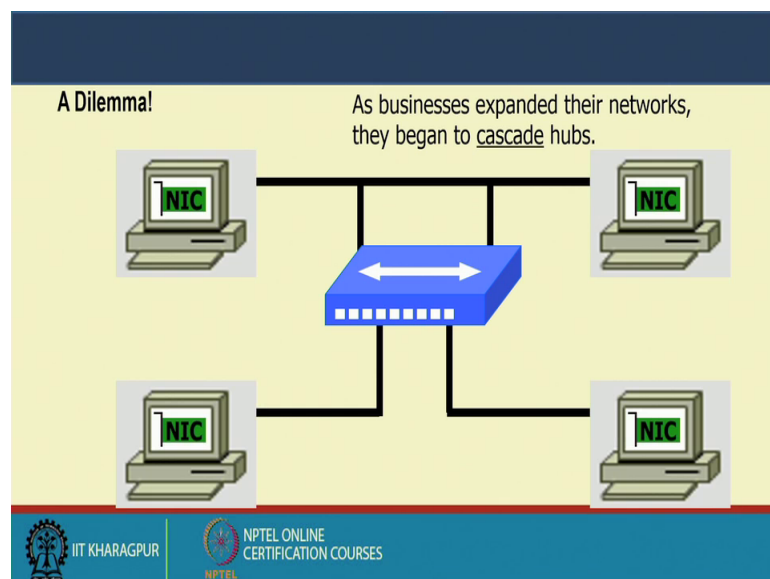 A Dilemma!
As businesses expanded their networks,
they began to cascade hubs.
NIC
NIC
NIC
NIC
IIT KHARAGPUR
NPTEL
NPTEL ONLINE
CERTIFICATION COURSES